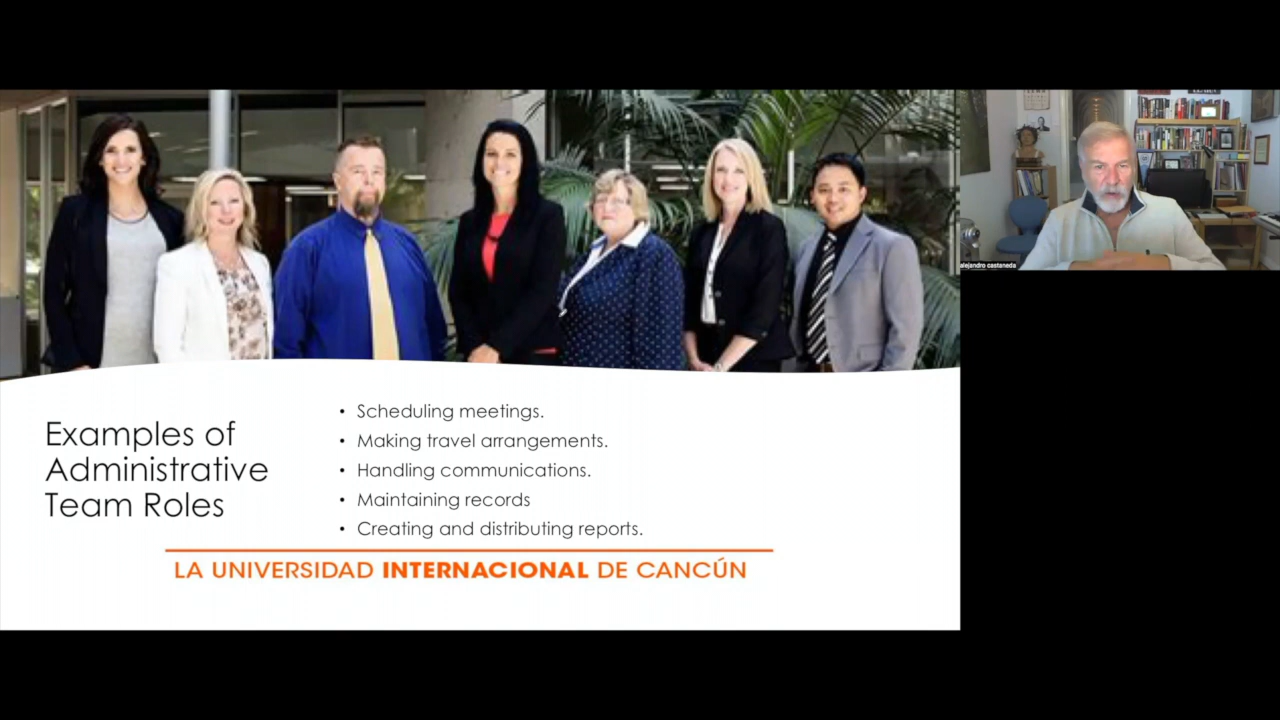 Examples of
Administrative
Team Roles
• Scheduling meetings.
• Making travel arrangements.
• Handling communications.
• Maintaining records
• Creating and distributing reports.
LA UNIVERSIDAD INTERNACIONAL DE CANCÚN
alejandro castaneda